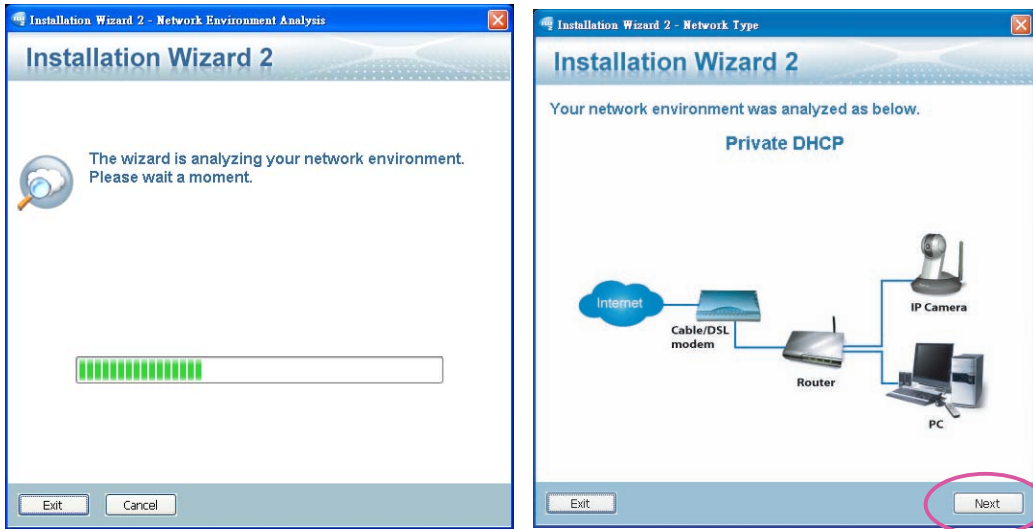 Installation Wizard 2 - Network Environment Analysis
Installation Wizard 2
The wizard is analyzing your network environment.
Please wait a moment.
Exit
Cancel
Installation Wizard 2 - Network Type
Installation Wizard 2
Your network environment was analyzed as below.
Private DHCP
Internet
Cable/DSL
modem
Router
IP Camera
PC
Exit
Next